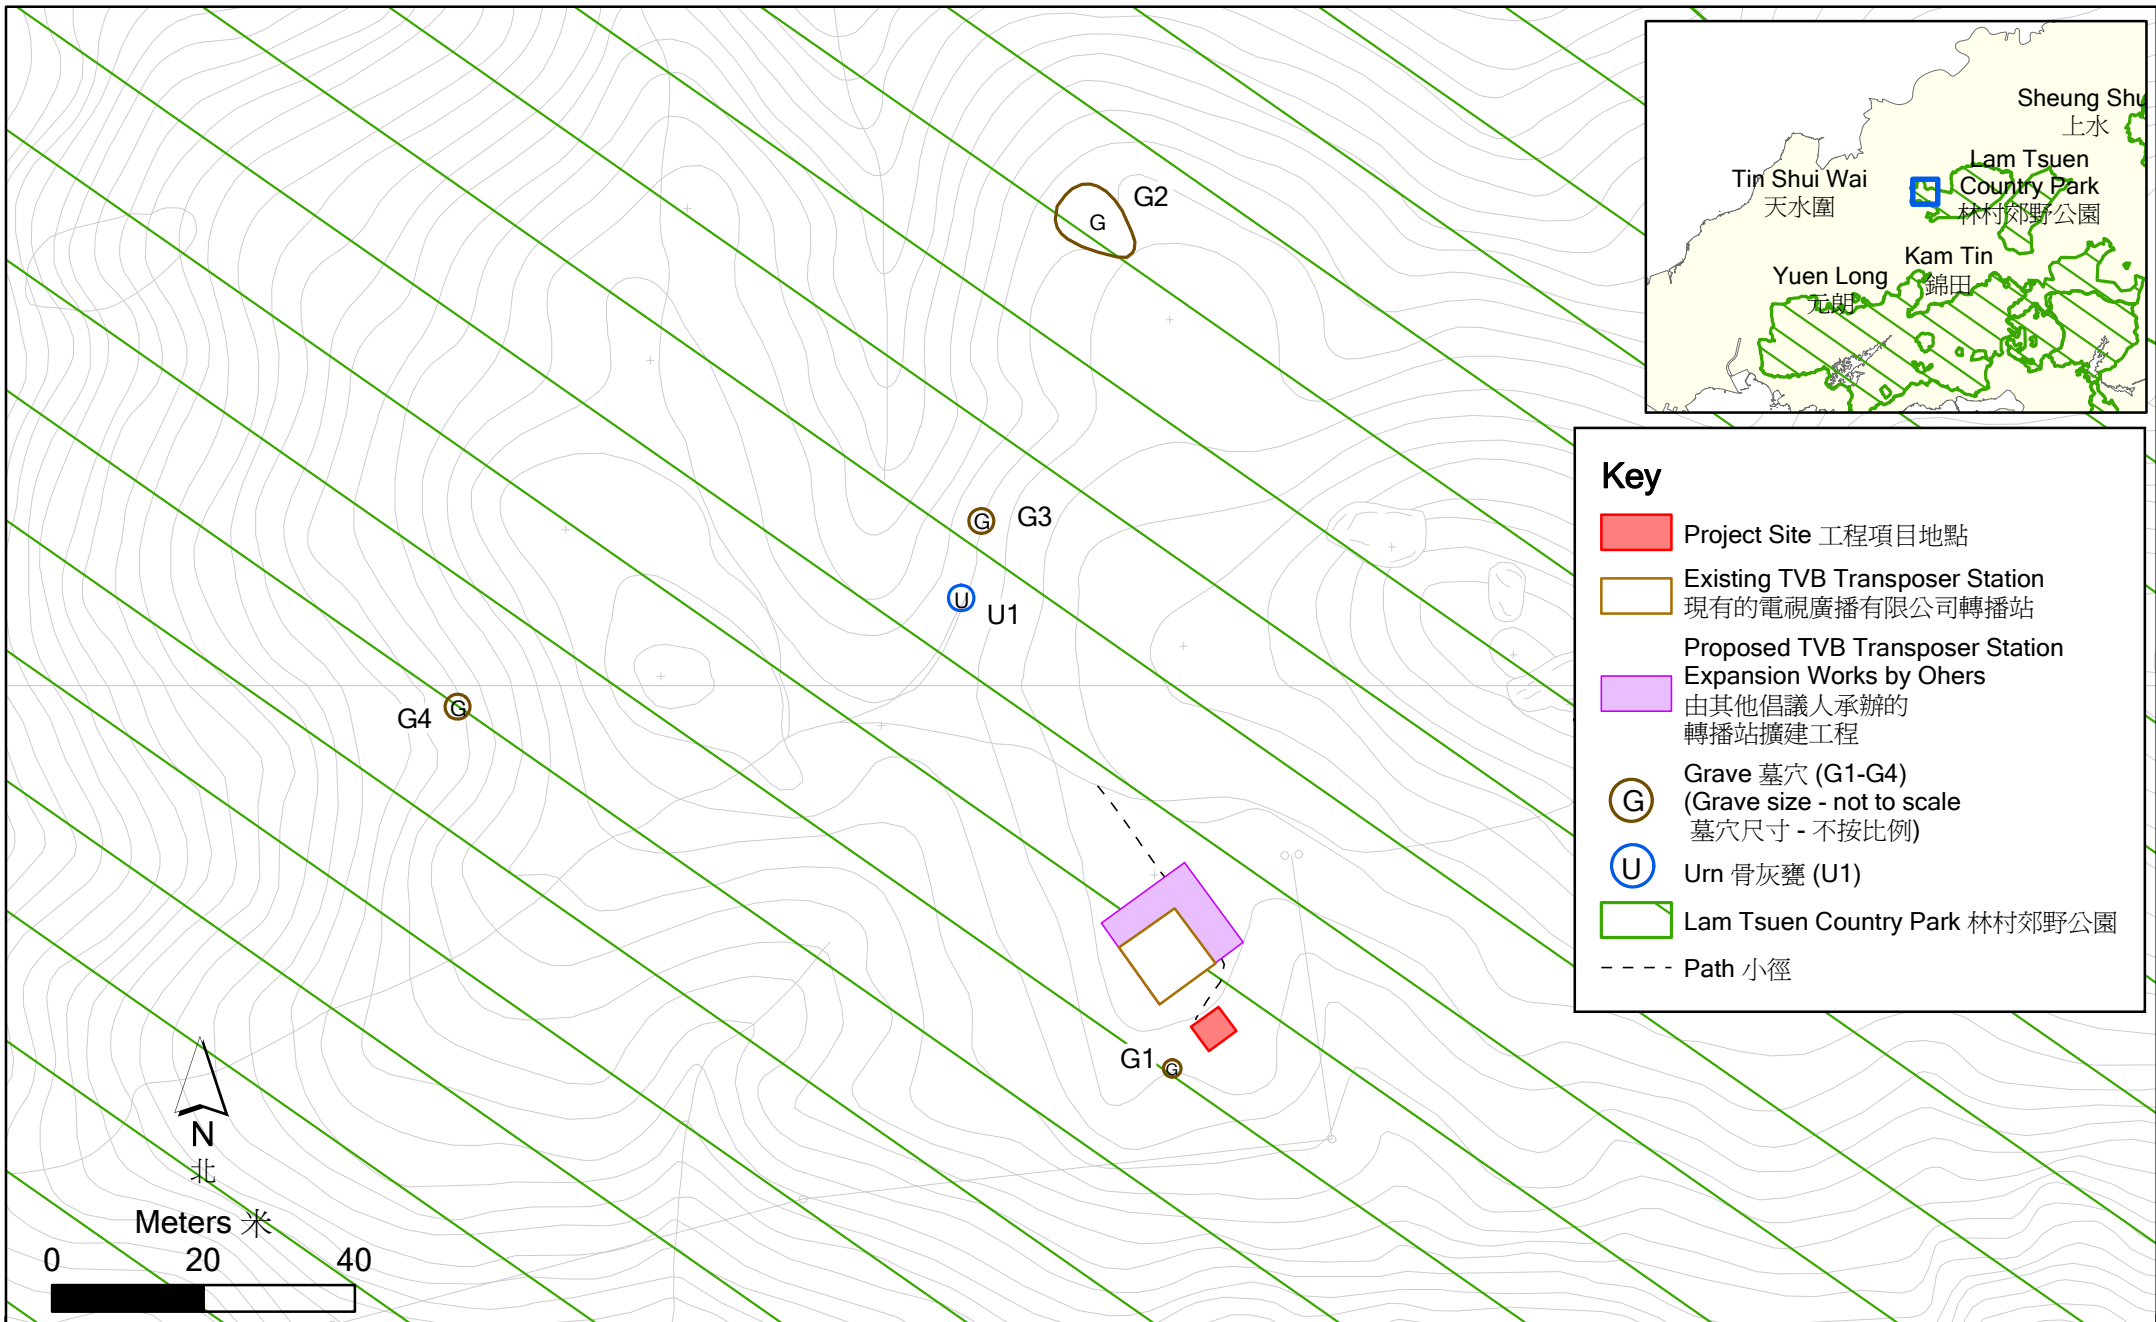 Sheung Shu
上水
Lam Tsuen
Country Park
林村郊野公園
Tin Shui Wai
天水圍
Kam Tin
錦田
Yuen Long
元朗
G2
G
G3
G
U
U1
G4
G
G1
G
N
北
Meters 米
0 20 40
Key
Project Site 工程項目地點
Existing TVB Transposer Station
現有的電視廣播有限公司轉播站
Proposed TVB Transposer Station
Expansion Works by Ohers
由其他倡議人承辦的
轉播站擴建工程
G
Grave 墓穴 (G1-G4)
(Grave size - not to scale
墓穴尺寸 - 不按比例)
U
Urn 骨灰甕 (U1)
Lam Tsuen Country Park 林村郊野公園
Path 小徑